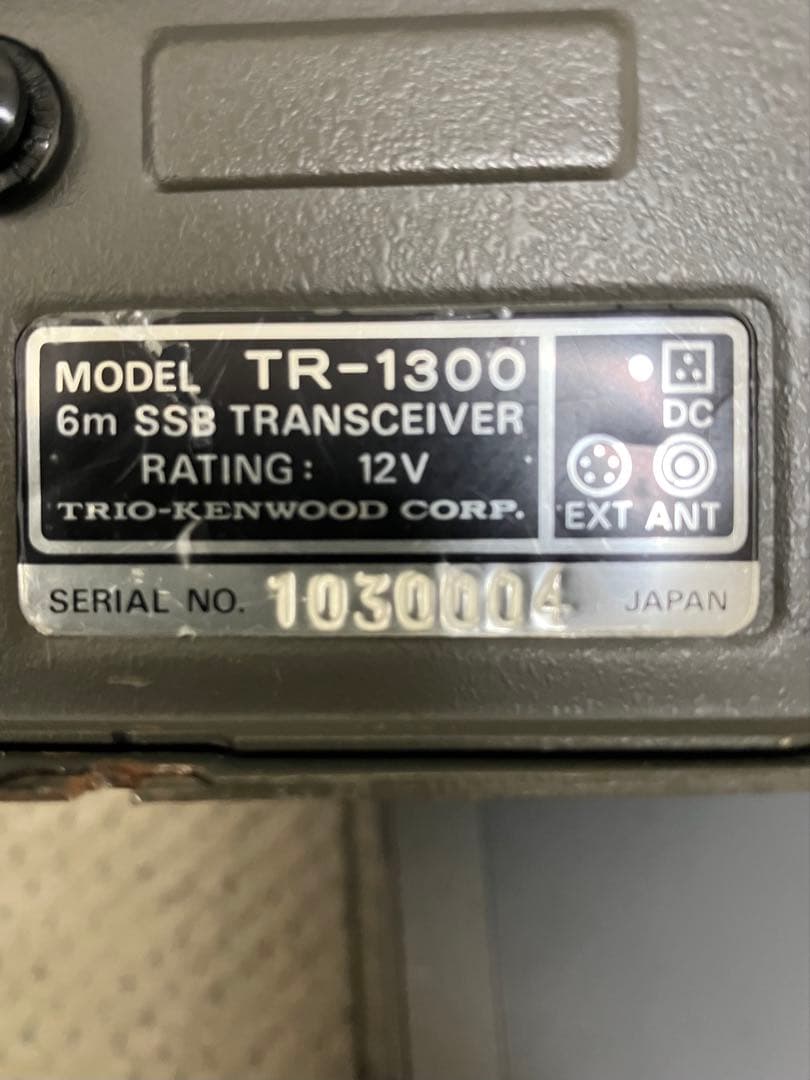 MODEL TR-1300
6m SSB TRANSCEIVER
RATING: 12V
TRIO-KENWOOD CORP.
DC
EXT ANT
SERIAL NO. 1030004 JAPAN